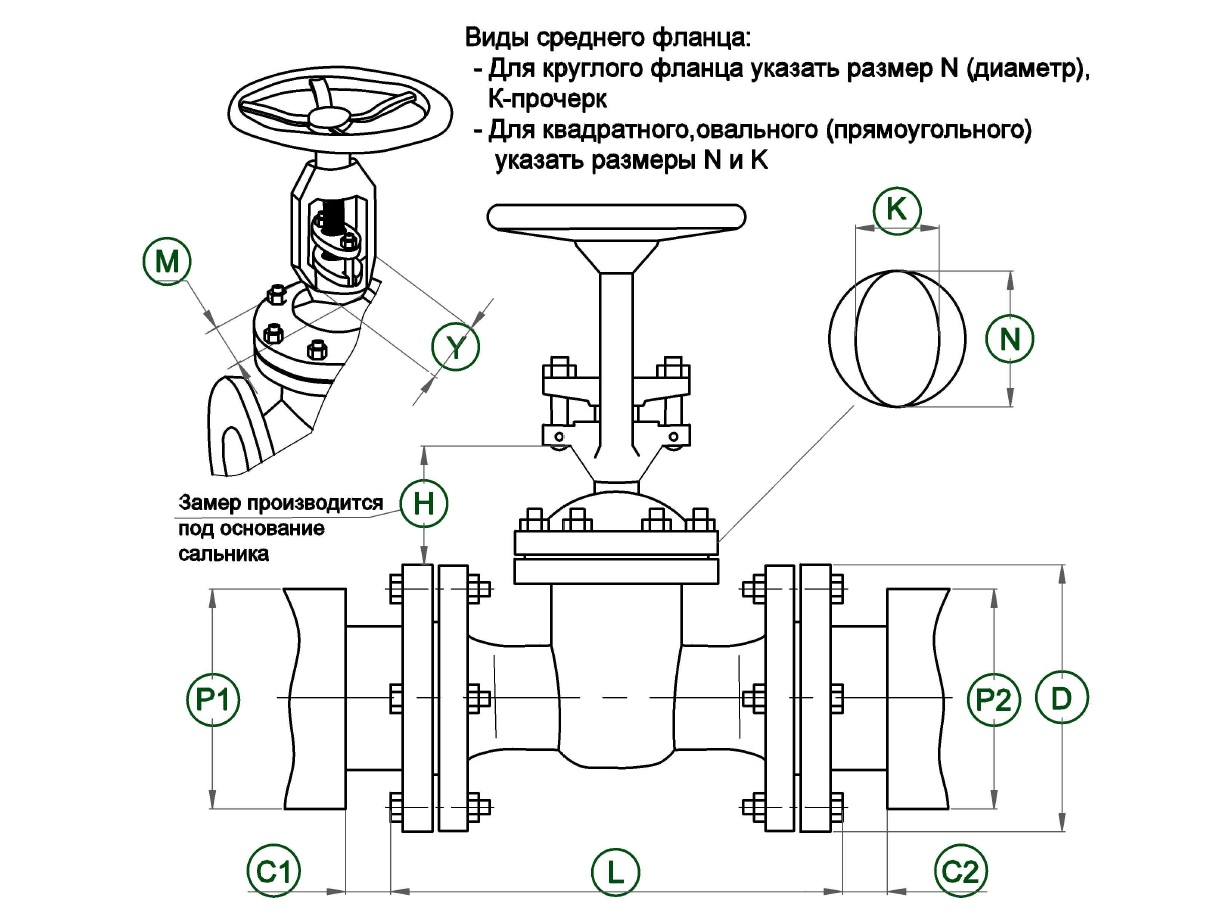 Виды среднего фланца:
- Для круглого фланца указать размер N (диаметр),
К-прочерк
- Для квадратного,овального (прямоугольного)
указать размеры N и K
K
M
N
Y
Замер производится
под основание
сальника
H
P1
P2
D
C1
L
C2